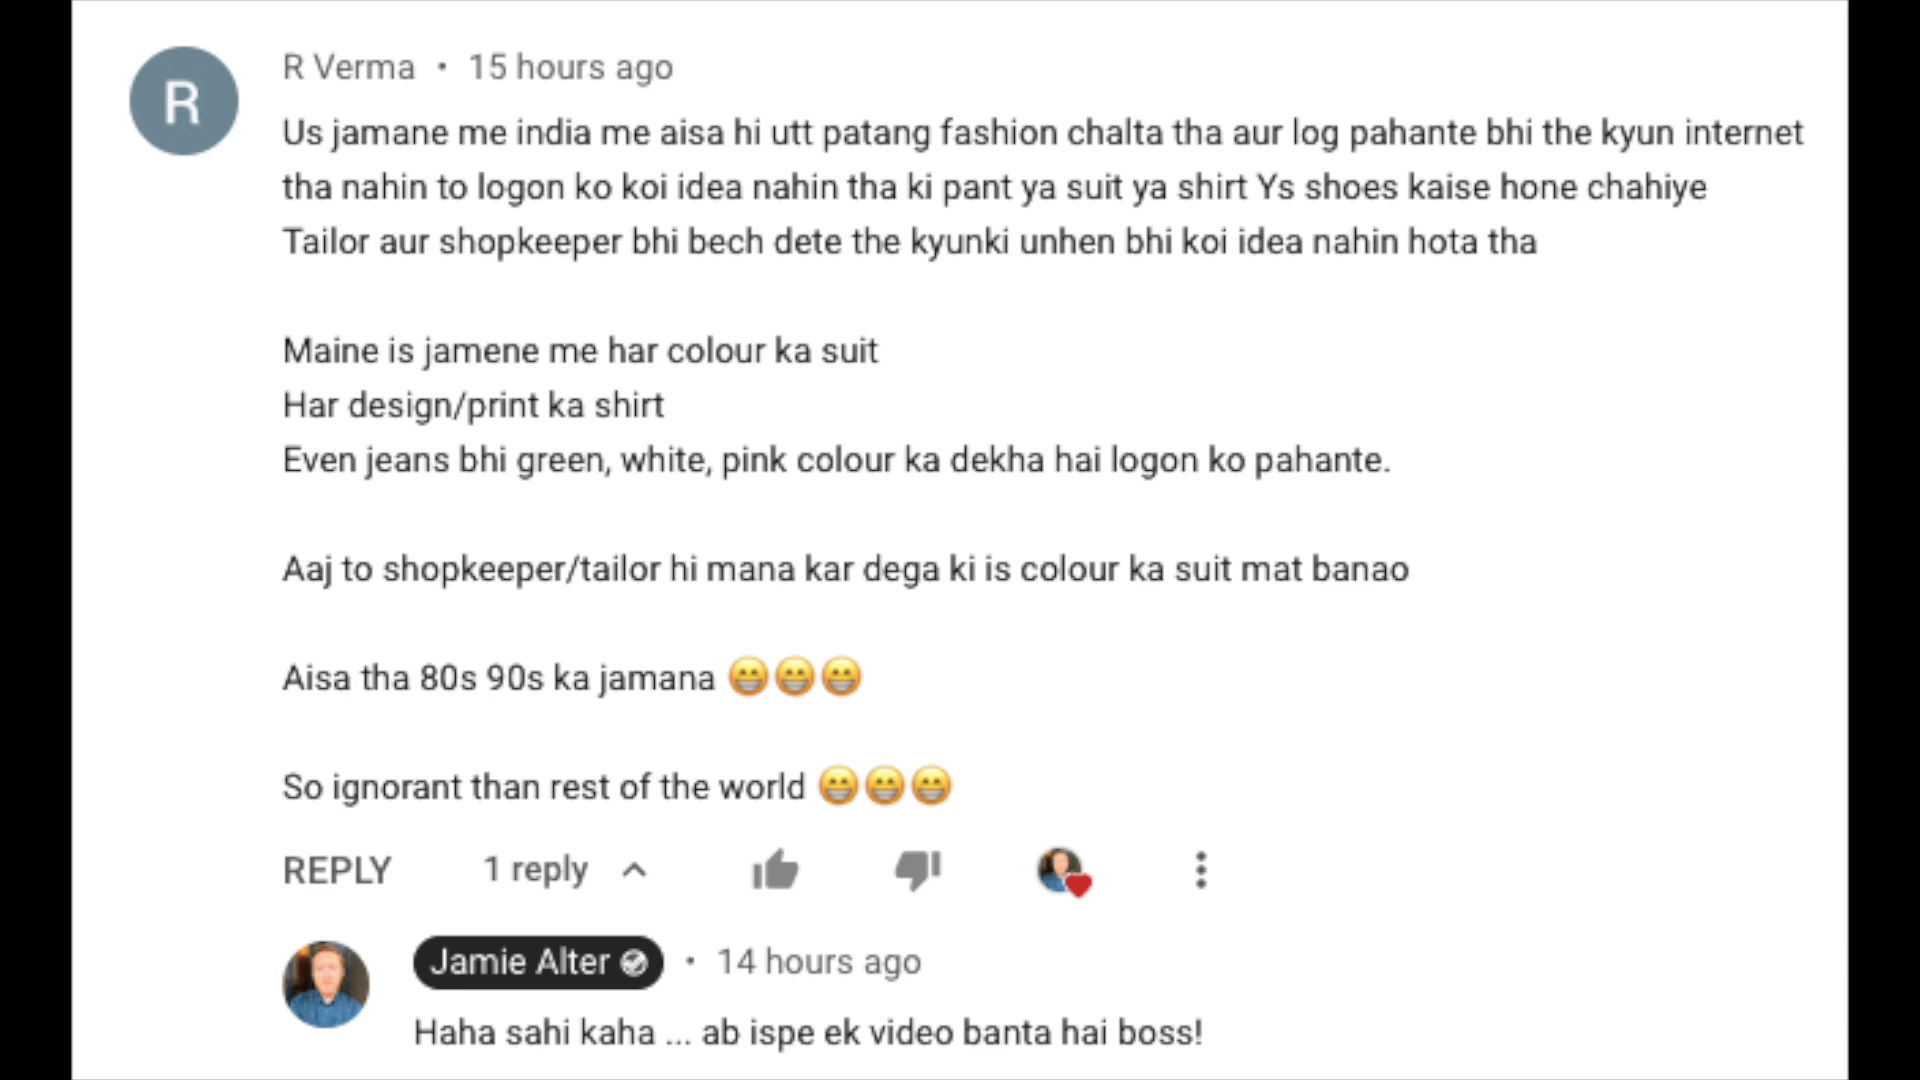 R
R Verma • 15 hours ago
Us jamane me india me aisa hi utt patang fashion chalta tha aur log pahante bhi the kyun internet
tha nahin to logon ko koi idea nahin tha ki pant ya suit ya shirt Ys shoes kaise hone chahiye
Tailor aur shopkeeper bhi bech dete the kyunki unhen bhi koi idea nahin hota tha
Maine is jamene me har colour ka suit
Har design/print ka shirt
Even jeans bhi green, white, pink colour ka dekha hai logon ko pahante.
Aaj to shopkeeper/tailor hi mana kar dega ki is colour ka suit mat banao
Aisa tha 80s 90s ka jamana 😁😁😁
So ignorant than rest of the world 😁😁😁
REPLY 1 reply
Jamie Alter • 14 hours ago
Haha sahi kaha ... ab ispe ek video banta hai boss!